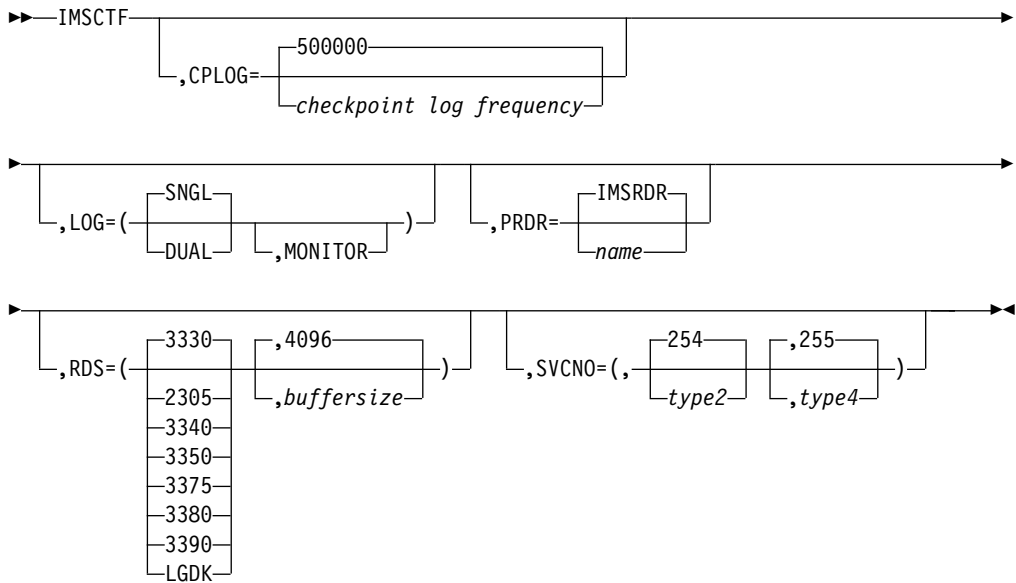 IMSCTF
500000
,CPLOG=
checkpoint log frequency
SNGL
IMSRDR
,LOG=( ) ,PRDR=
DUAL ,MONITOR name
3330 ,4096 254 ,255
,RDS=( ) ,SVCNO=(, )
2305 ,buffersize type2 ,type4
3340
3350
3375
3380
3390
LGDK